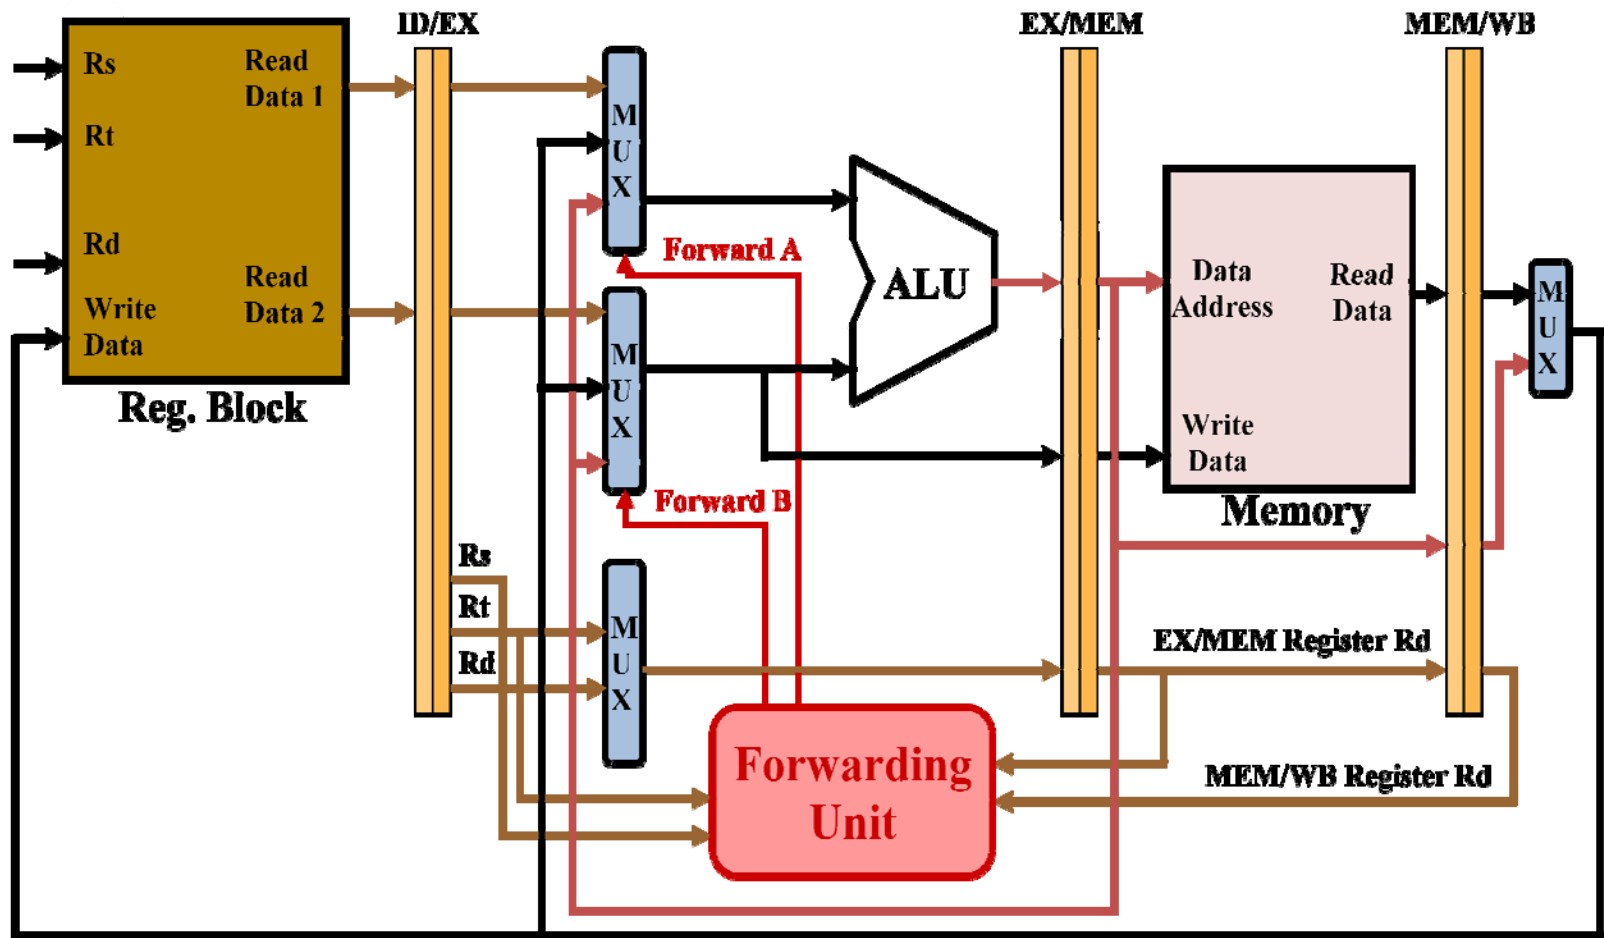 ID/EX
EX/MEM
MEM/WB
Rs
Rt
Rd
Write
Data
Read
Data 1
Read
Data 2
Reg. Block
M
U
X
Forward A
M
U
X
Forward B
Rs
Rt
Rd
M
U
X
ALU
Forwarding
Unit
Data
Address
Read
Data
Write
Data
Memory
M
U
X
EX/MEM Register Rd
MEM/WB Register Rd